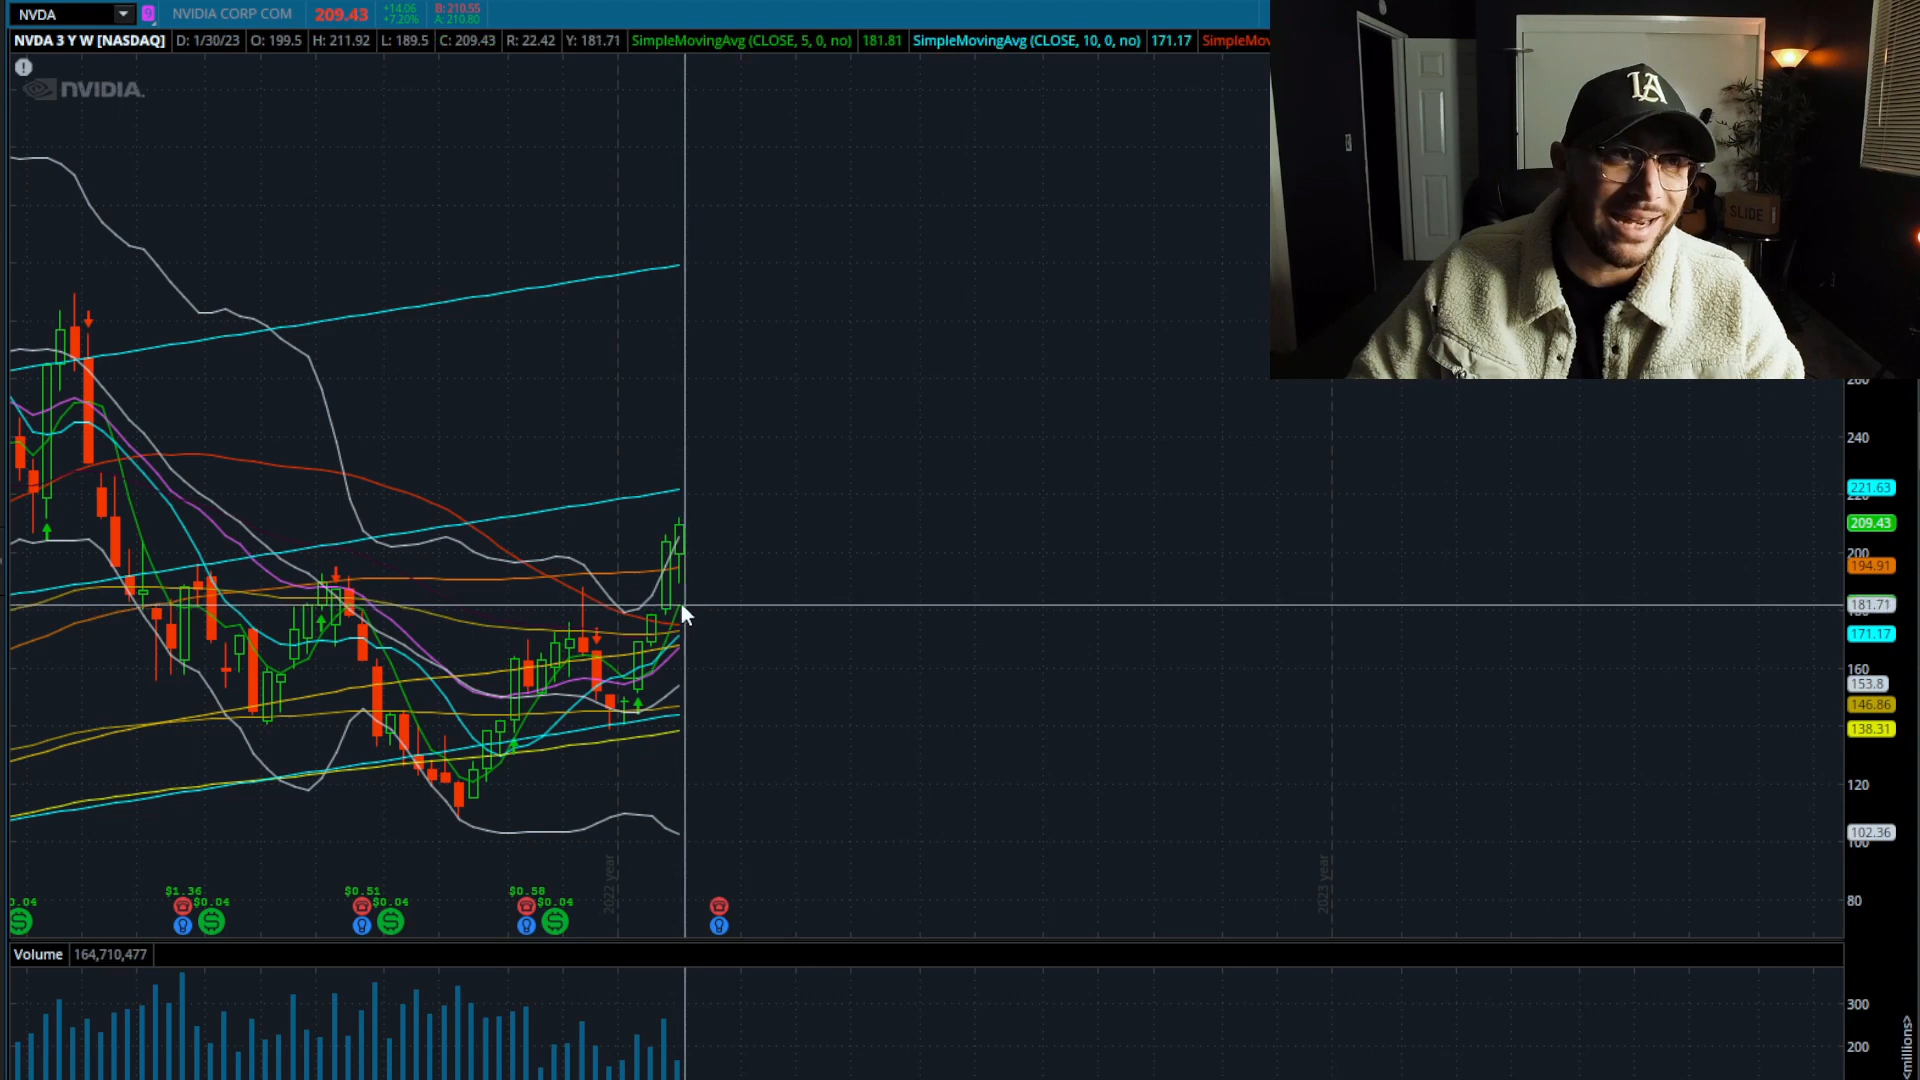 NVDA
9
NVIDIA CORP COM
209.43
+14.06
+7.20%
B: 210.55
A: 210.80
NVDA 3 Y W [NASDAQ] D: 1/30/23 O: 199.5 H: 211.92 L: 189.5 C: 209.43 R: 22.42 Y: 181.71 SimpleMovingAvg (CLOSE, 5, 0, no) 181.81 SimpleMovingAvg (CLOSE, 10, 0, no) 171.17 SimpleMov
NVIDIA.
LA
SLIDE
260
240
221.63
220
209.43
200
194.91
181.71
171.17
160
153.8
146.86
138.31
120
102.36
100
80
2022 year
2023 year
0.04
$1.36
$0.04
$0.51
$0.04
$0.58
$0.04
Volume 164,710,477
300
200
<millions>